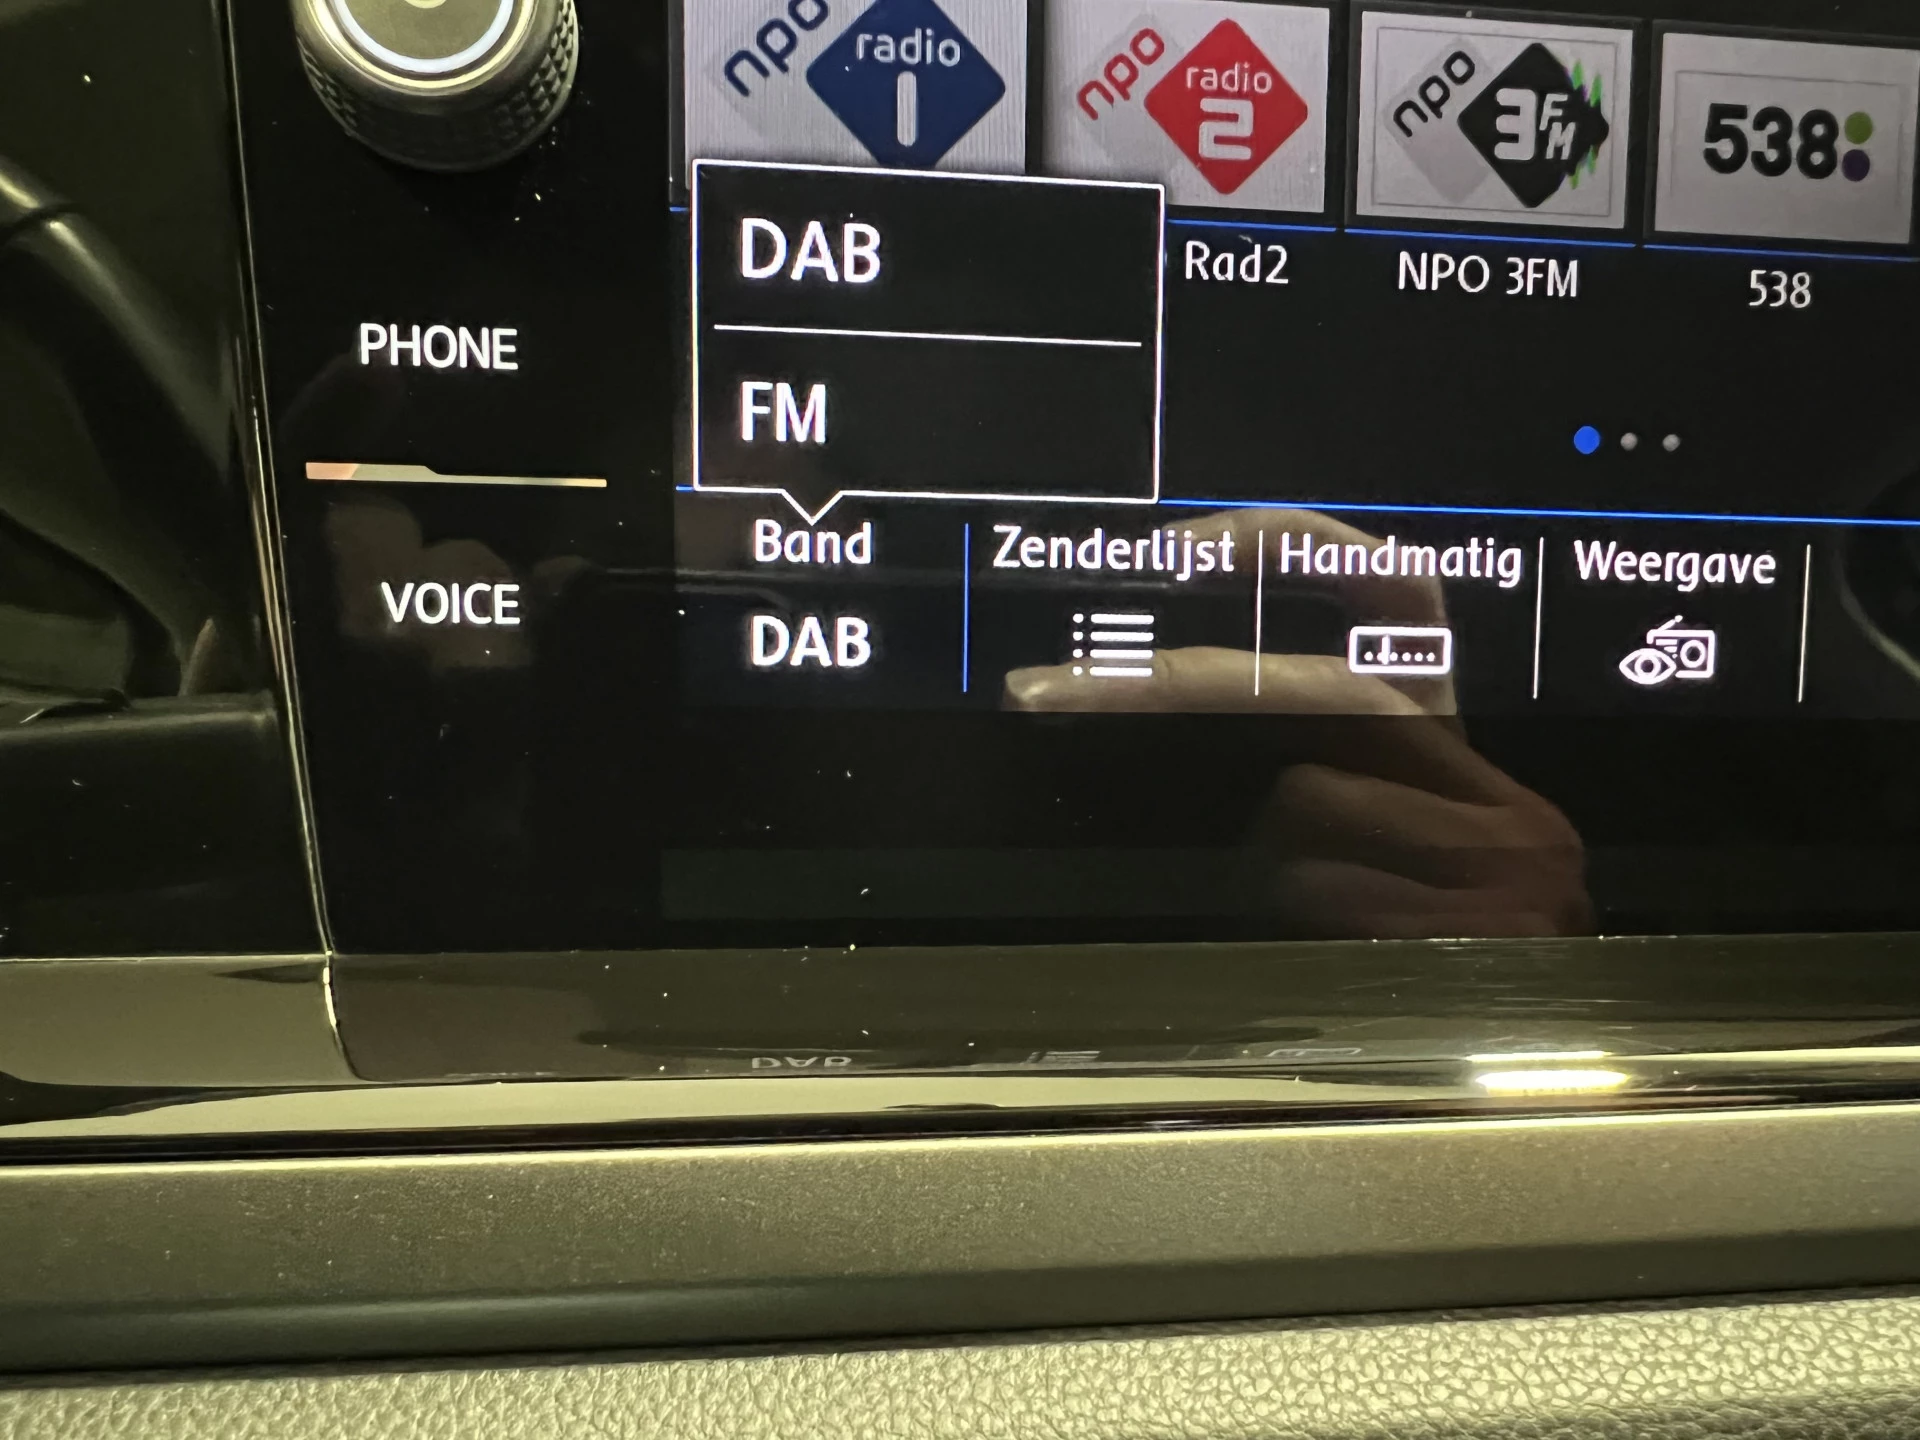 npo radio 1
npo radio 2
npo 3FM
538
DAB
FM
Rad2
NPO 3FM
538
PHONE
VOICE
Band
Zenderlijst
Handmatig
Weergave
DAB